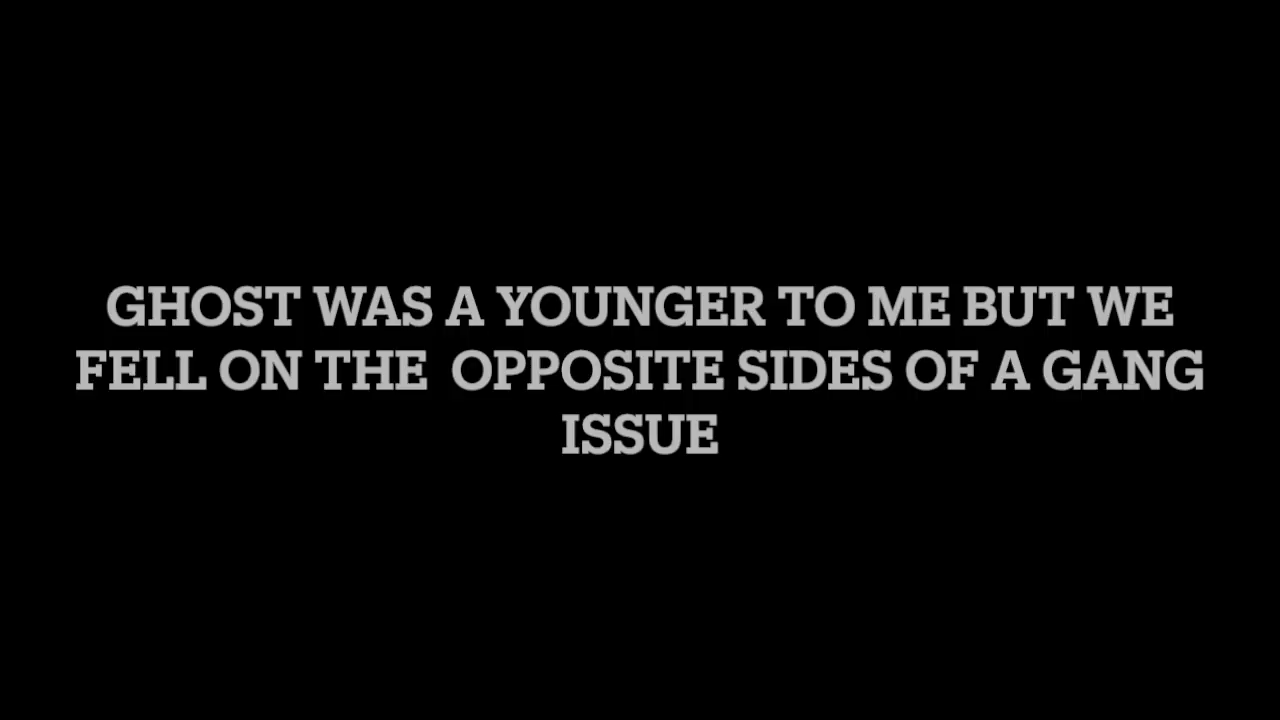 GHOST WAS A YOUNGER TO ME BUT WE
FELL ON THE  OPPOSITE SIDES OF A GANG
ISSUE